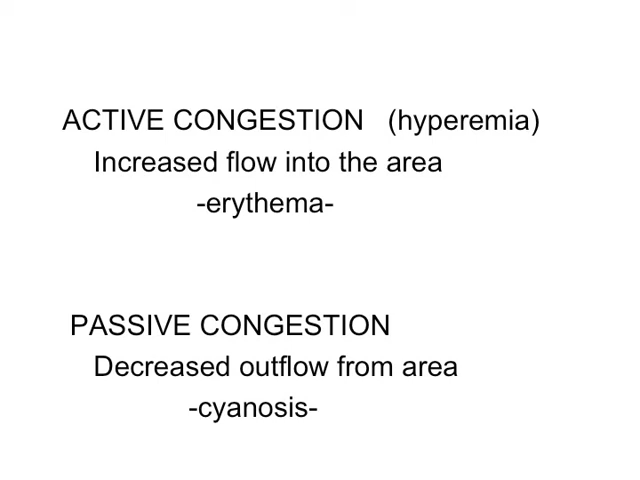 ACTIVE CONGESTION (hyperemia)
Increased flow into the area
-erythema-
PASSIVE CONGESTION
Decreased outflow from area
-cyanosis-